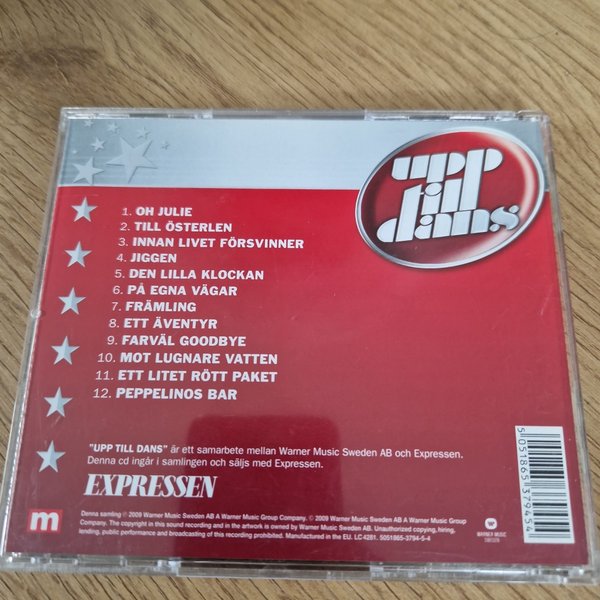 upp
till
dans
1. OH JULIE
2. TILL ÖSTERLEN
3. INNAN LIVET FÖRSVINNER
4. JIGGEN
5. DEN LILLA KLOCKAN
6. PÅ EGNA VÄGAR
7. FRÄMLING
8. ETT ÄVENTYR
9. FARVÄL GOODBYE
10. MOT LUGNARE VATTEN
11. ETT LITET RÖTT PAKET
12. PEPPELINOS BAR
"UPP TILL DANS" är ett samarbete mellan Warner Music Sweden AB och Expressen.
Denna cd ingår i samlingen och säljs med Expressen.
EXPRESSEN
5 051865 379454
m
Denna samling ℗ 2009 Warner Music Sweden AB A Warner Music Group Company. © 2009 Warner Music Sweden AB A Warner Music Group
Company. The copyright in this sound recording and in the artwork is owned by Warner Music Sweden AB. Unauthorized copying, hiring,
lending, public performance and broadcasting of this recording prohibited. Manufactured in the EU. LC 4281. 5051865-3794-5-4
WARNER MUSIC
SWEDEN